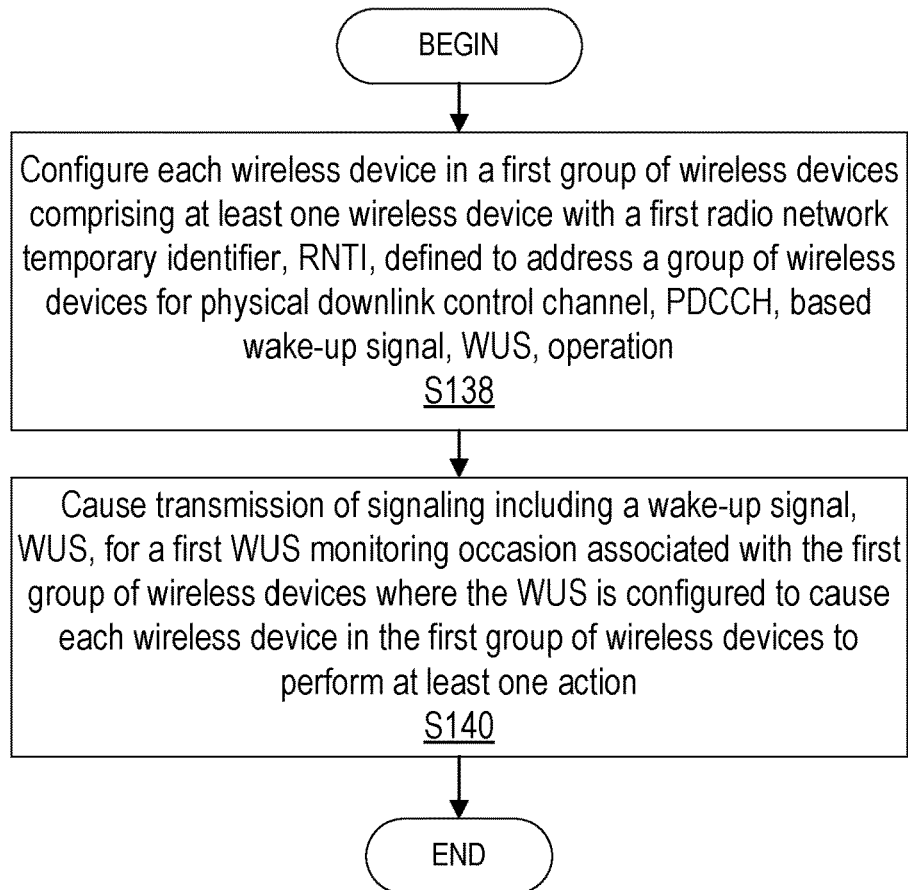 BEGIN
Configure each wireless device in a first group of wireless devices
comprising at least one wireless device with a first radio network
temporary identifier, RNTI, defined to address a group of wireless
devices for physical downlink control channel, PDCCH, based
wake-up signal, WUS, operation
S138
Cause transmission of signaling including a wake-up signal,
WUS, for a first WUS monitoring occasion associated with the first
group of wireless devices where the WUS is configured to cause
each wireless device in the first group of wireless devices to
perform at least one action
S140
END